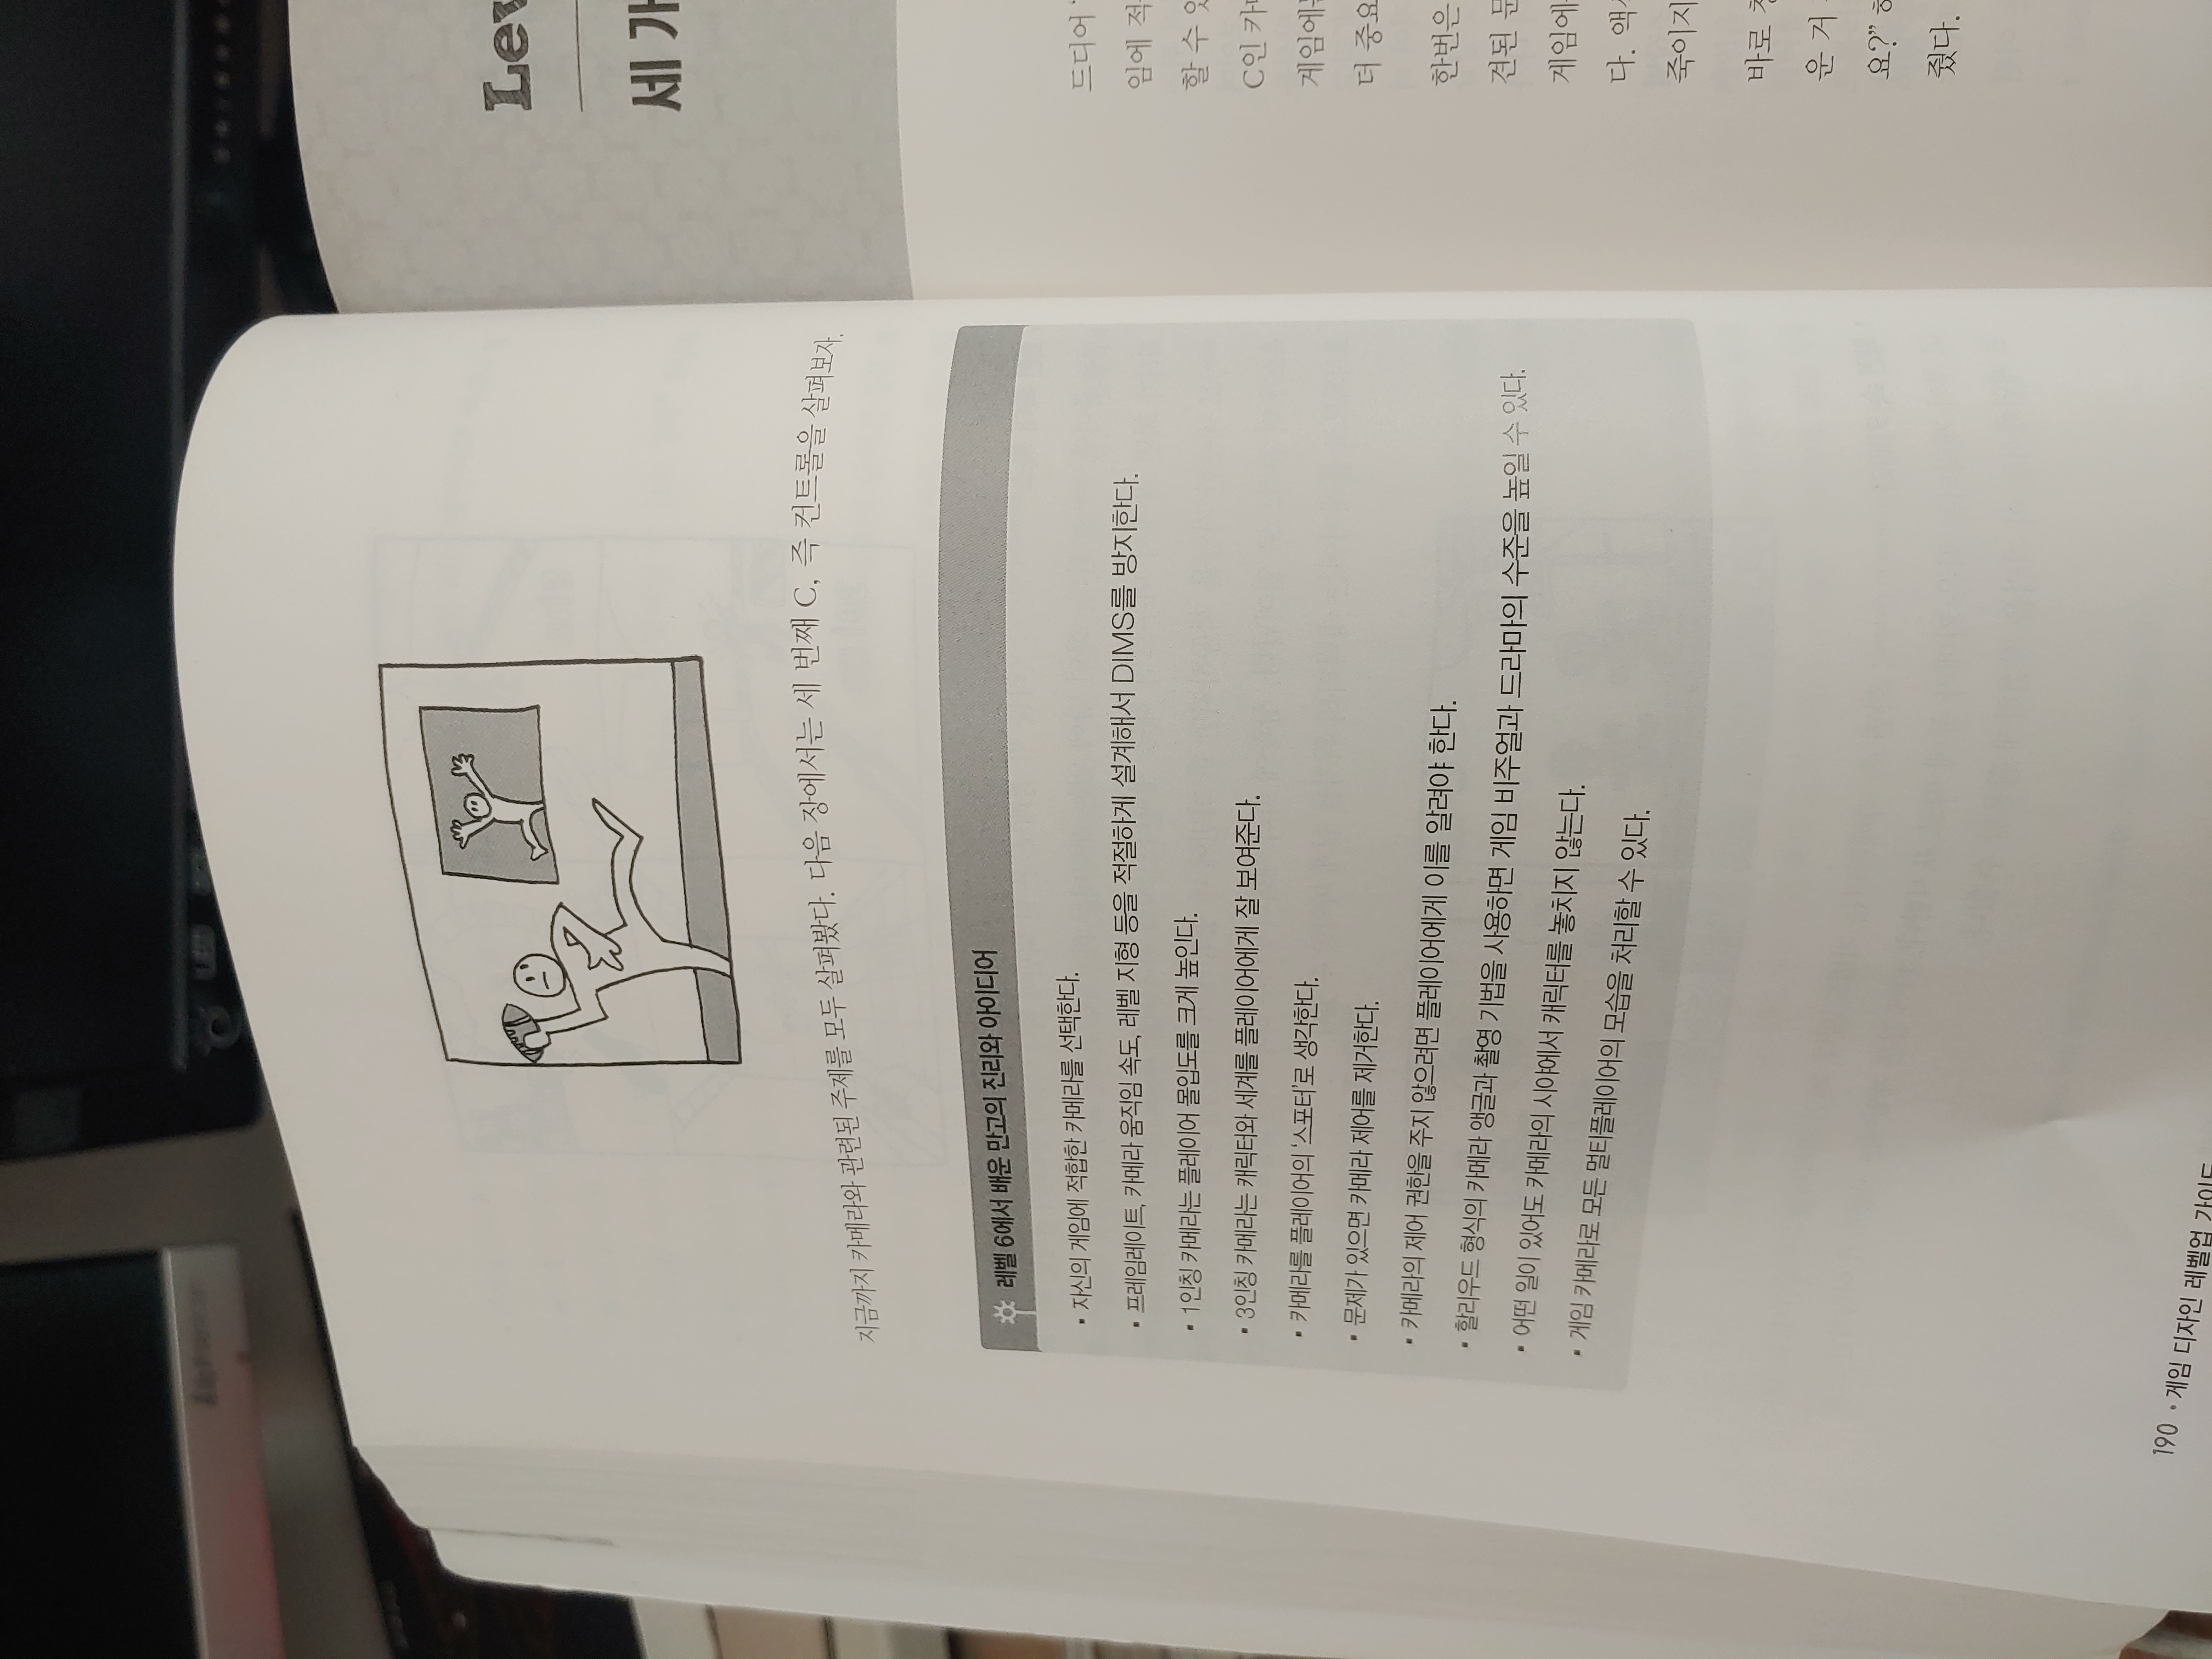 지금까지 카메라와 관련된 주제를 모두 살펴봤다. 다음 장에서는 세 번째 C, 즉 컨트롤을 살펴보자.
레벨 6에서 배운 만고의 진리와 아이디어
▪ 자신의 게임에 적합한 카메라를 선택한다.
▪ 프레임레이트, 카메라 움직임 속도, 레벨 지형 등을 적절하게 설계해서 DIMS를 방지한다.
▪ 1인칭 카메라는 플레이어 몰입도를 크게 높인다.
▪ 3인칭 카메라는 캐릭터와 세계를 플레이어에게 잘 보여준다.
▪ 카메라를 플레이어의 ‘스포터’로 생각한다.
▪ 문제가 있으면 카메라 제어를 제거한다.
▪ 카메라의 제어 권한을 주지 않으려면 플레이어에게 이를 알려야 한다.
▪ 할리우드 형식의 카메라 앵글과 촬영 기법을 사용하면 게임 비주얼과 드라마의 수준을 높일 수 있다.
▪ 어떤 일이 있어도 카메라의 시야에서 캐릭터를 놓치지 않는다.
▪ 게임 카메라로 모든 멀티플레이어의 모습을 처리할 수 있다.
190 • 게임 디자인 레벨업 가이드
Lev
세 개
드디어 ‘
임에 적
할 수 있
C인 카메
게임에는
더 중요
한번은
견된 문
게임에
다. 액
죽이지
바로
운 거
요?”
줬다.